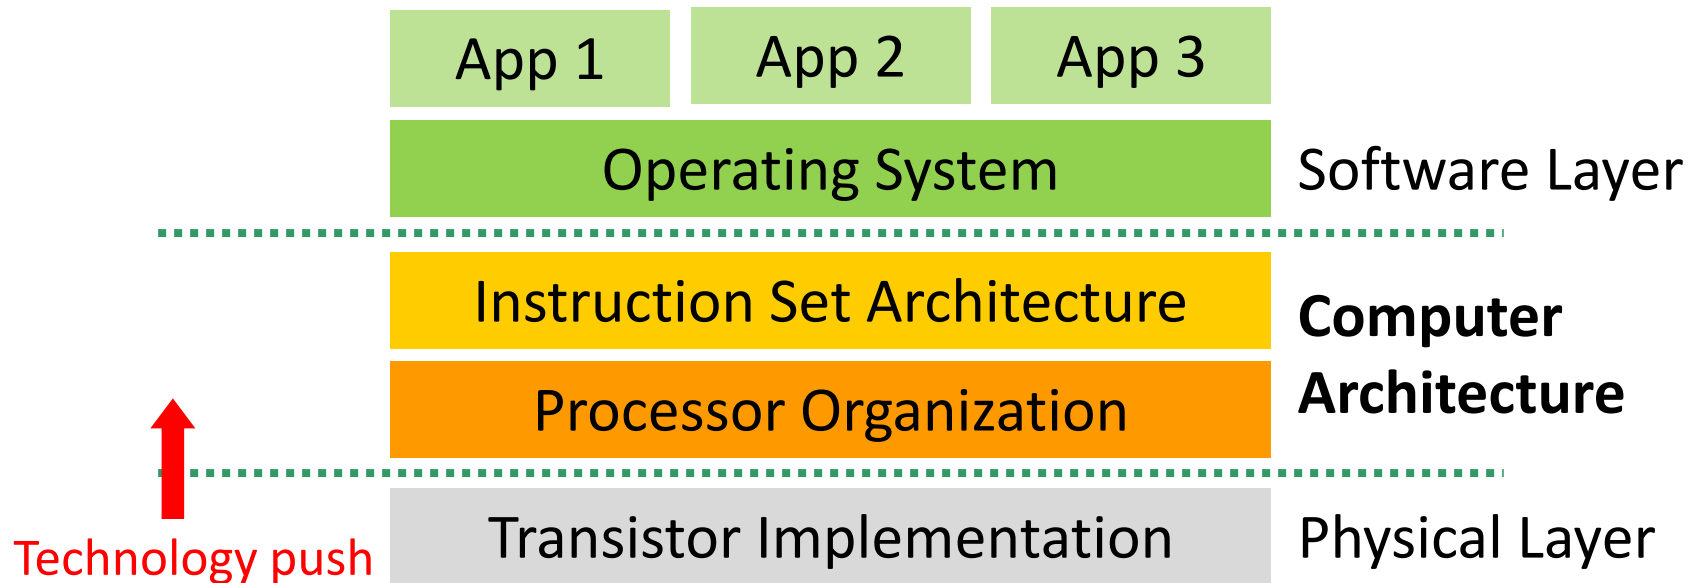 App 1
App 2
App 3
Operating System
Software Layer
Instruction Set Architecture
Computer
Architecture
Processor Organization
Technology push
Transistor Implementation
Physical Layer